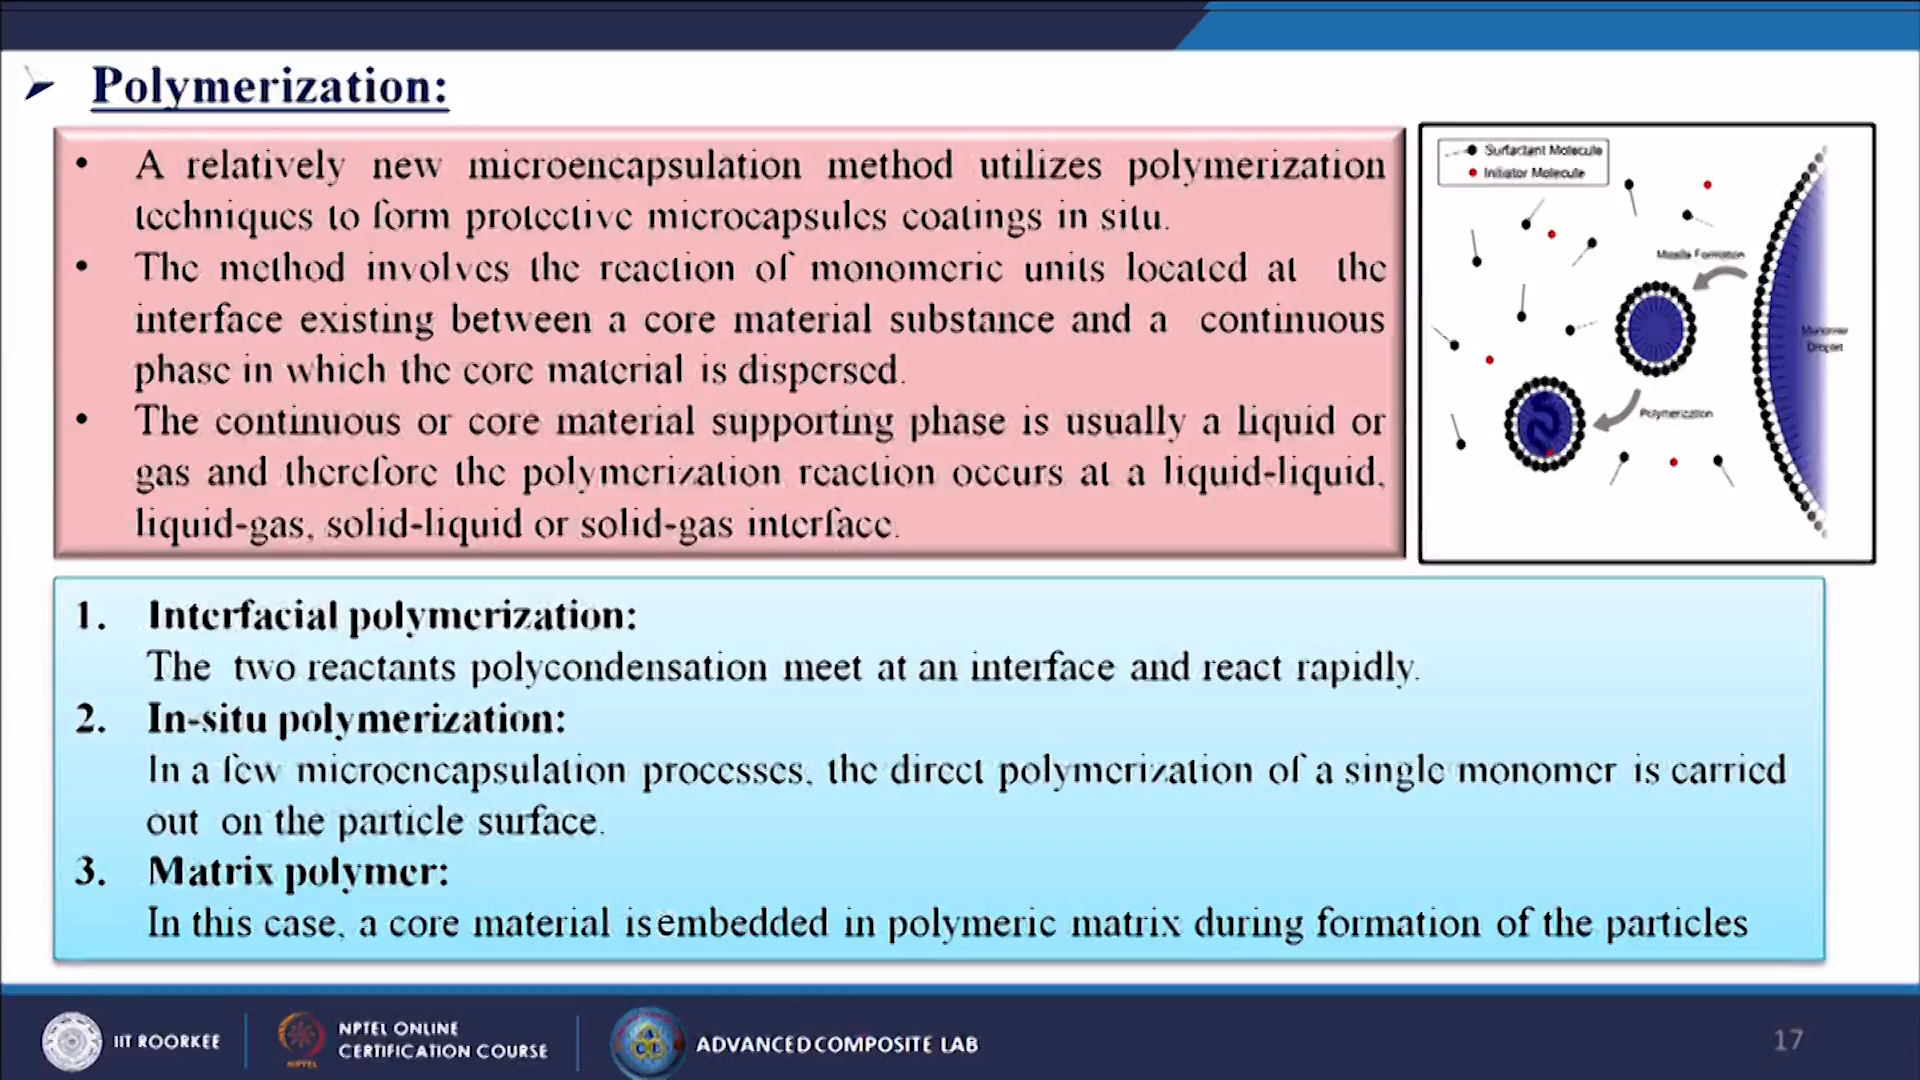 Polymerization:
• A relatively new microencapsulation method utilizes polymerization
techniques to form protective microcapsules coatings in situ.
• The method involves the reaction of monomeric units located at the
interface existing between a core material substance and a continuous
phase in which the core material is dispersed.
• The continuous or core material supporting phase is usually a liquid or
gas and therefore the polymerization reaction occurs at a liquid-liquid,
liquid-gas, solid-liquid or solid-gas interface.
Surfactant Molecule
Initiator Molecule
Micelle Formation
Monomer
Droplet
Polymerization
1. Interfacial polymerization:
The two reactants polycondensation meet at an interface and react rapidly.
2. In-situ polymerization:
In a few microencapsulation processes, the direct polymerization of a single monomer is carried
out on the particle surface.
3. Matrix polymer:
In this case, a core material is embedded in polymeric matrix during formation of the particles
IIT ROORKEE
NPTEL
NPTEL ONLINE
CERTIFICATION COURSE
ADVANCED COMPOSITE LAB
17